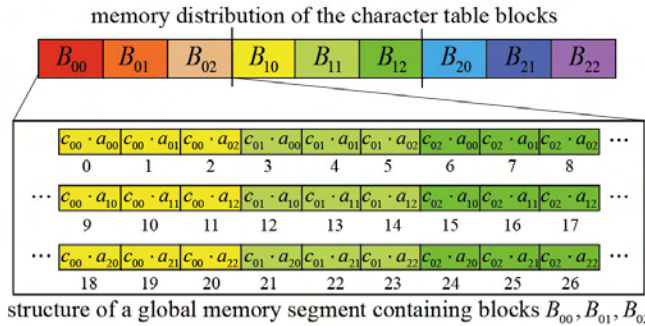 memory distribution of the character table blocks
B₀₀ B₀₁ B₀₂ B₁₀ B₁₁ B₁₂ B₂₀ B₂₁ B₂₂
c₀₀·a₀₀ c₀₀·a₀₁ c₀₀·a₀₂ c₀₁·a₀₀ c₀₁·a₀₁ c₀₁·a₀₂ c₀₂·a₀₀ c₀₂·a₀₁ c₀₂·a₀₂ ...
0 1 2 3 4 5 6 7 8
... c₀₀·a₁₀ c₀₀·a₁₁ c₀₀·a₁₂ c₀₁·a₁₀ c₀₁·a₁₁ c₀₁·a₁₂ c₀₂·a₁₀ c₀₂·a₁₁ c₀₂·a₁₂ ...
9 10 11 12 13 14 15 16 17
... c₀₀·a₂₀ c₀₀·a₂₁ c₀₀·a₂₂ c₀₁·a₂₀ c₀₁·a₂₁ c₀₁·a₂₂ c₀₂·a₂₀ c₀₂·a₂₁ c₀₂·a₂₂ ...
18 19 20 21 22 23 24 25 26
structure of a global memory segment containing blocks B₀₀, B₀₁, B₀₂